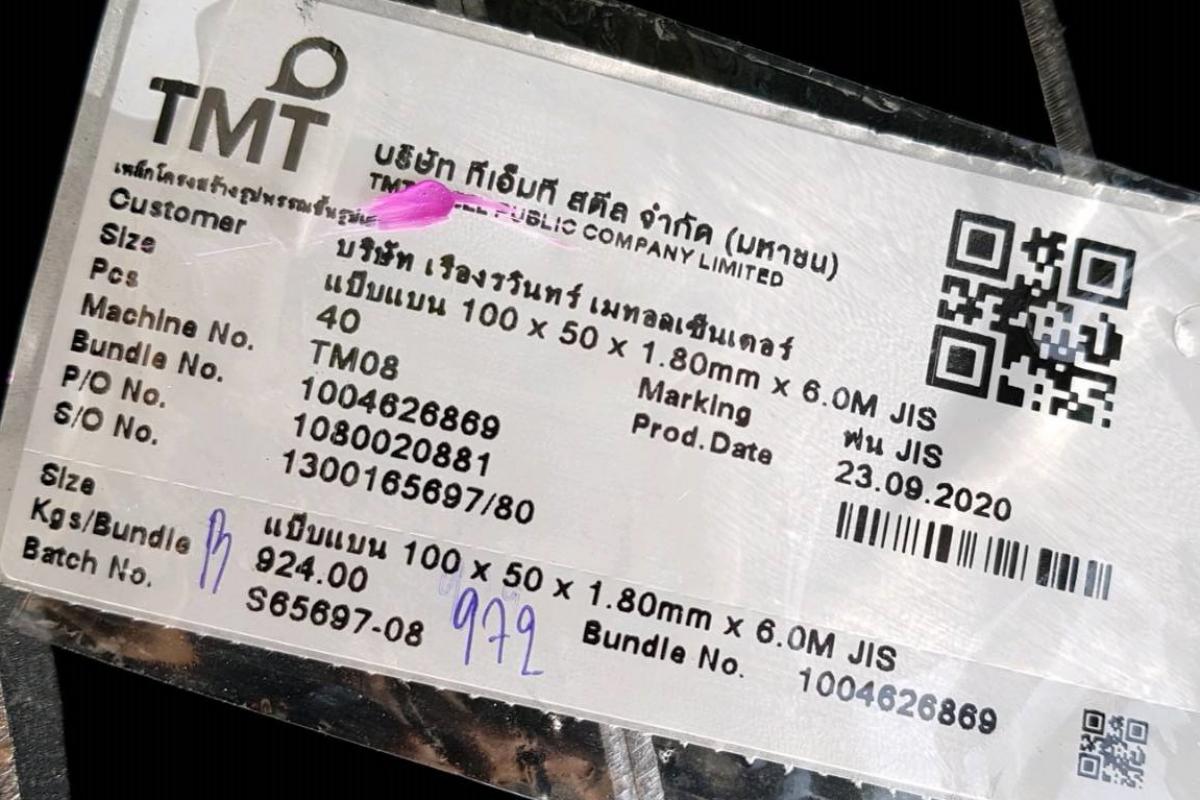 TMT
บริษัท ทีเอ็มที สตีล จำกัด (มหาชน)
TMT STEEL PUBLIC COMPANY LIMITED
เหล็กโครงสร้างรูปพรรณขึ้นรูป
Customer บริษัท เรืองรวินทร์ เมทอลเซ็นเตอร์
Size แป๊บแบน 100 x 50 x 1.80mm x 6.0M JIS
Pcs 40 Marking พ่น JIS
Machine No. TM08 Prod.Date 23.09.2020
Bundle No. 1004626869
P/O No. 1080020881
S/O No. 1300165697/80
Size แป๊บแบน 100 x 50 x 1.80mm x 6.0M JIS
Kgs/Bundle 924.00
Batch No. S65697-08 972 Bundle No. 1004626869